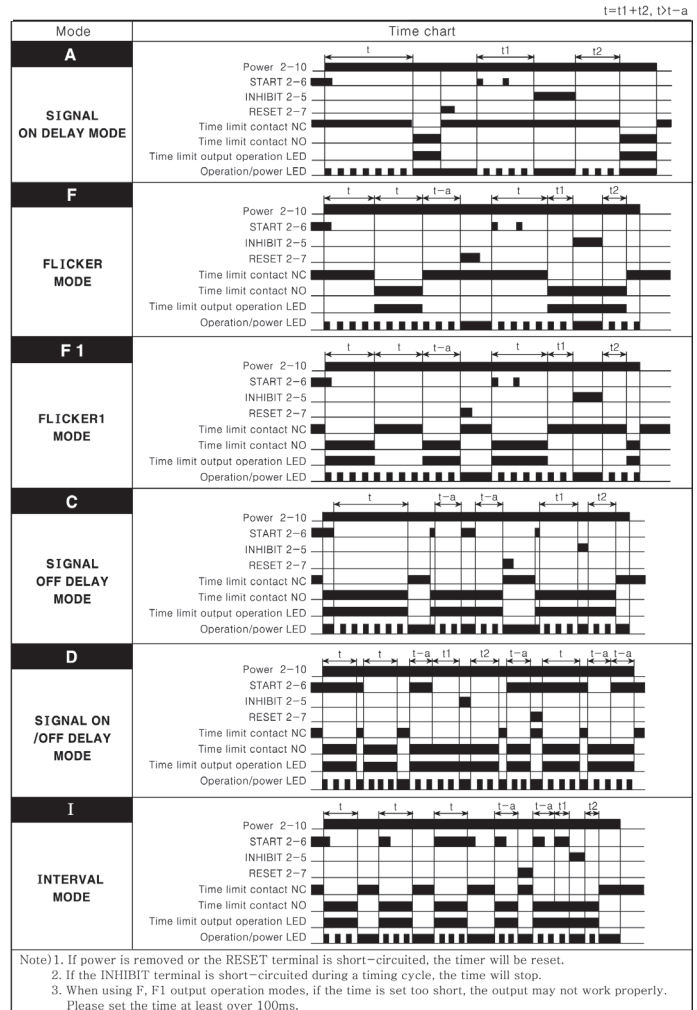 t=t1+t2, t>t−a
Mode Time chart
A
SIGNAL
ON DELAY MODE
t t1 t2
Power 2−10
START 2−6
INHIBIT 2−5
RESET 2−7
Time limit contact NC
Time limit contact NO
Time limit output operation LED
Operation/power LED
F
FLICKER
MODE
t t t−a t t1 t2
Power 2−10
START 2−6
INHIBIT 2−5
RESET 2−7
Time limit contact NC
Time limit contact NO
Time limit output operation LED
Operation/power LED
F 1
FLICKER1
MODE
t t t−a t t1 t2
Power 2−10
START 2−6
INHIBIT 2−5
RESET 2−7
Time limit contact NC
Time limit contact NO
Time limit output operation LED
Operation/power LED
C
SIGNAL
OFF DELAY
MODE
t t−a t−a t1 t2
Power 2−10
START 2−6
INHIBIT 2−5
RESET 2−7
Time limit contact NC
Time limit contact NO
Time limit output operation LED
Operation/power LED
D
SIGNAL ON
/OFF DELAY
MODE
t t t−a t1 t2 t−a t t−a t−a
Power 2−10
START 2−6
INHIBIT 2−5
RESET 2−7
Time limit contact NC
Time limit contact NO
Time limit output operation LED
Operation/power LED
I
INTERVAL
MODE
t t t t−a t−a t1 t2
Power 2−10
START 2−6
INHIBIT 2−5
RESET 2−7
Time limit contact NC
Time limit contact NO
Time limit output operation LED
Operation/power LED
Note)1. If power is removed or the RESET terminal is short−circuited, the timer will be reset.
2. If the INHIBIT terminal is short−circuited during a timing cycle, the time will stop.
3. When using F, F1 output operation modes, if the time is set too short, the output may not work properly.
Please set the time at least over 100ms.